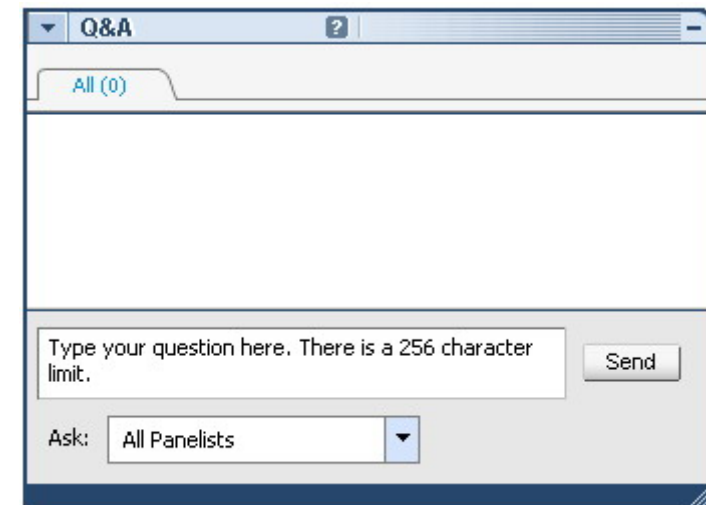 Q&A
?
All (0)
Type your question here. There is a 256 character
limit.
Send
Ask:
All Panelists